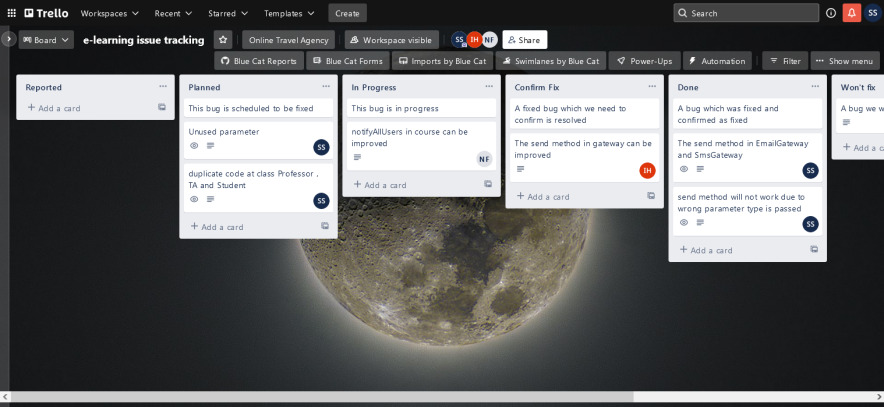 Trello
Workspaces
Recent
Starred
Templates
Create
Search
SS
Board
e-learning issue tracking
Online Travel Agency
Workspace visible
SS
IH
NF
Share
Blue Cat Reports
Blue Cat Forms
Imports by Blue Cat
Swimlanes by Blue Cat
Power-Ups
Automation
Filter
Show menu
Reported
Add a card
Planned
This bug is scheduled to be fixed
Unused parameter
SS
duplicate code at class Professor ,
TA and Student
SS
Add a card
In Progress
This bug is in progress
notifyAllUsers in course can be
improved
NF
Add a card
Confirm Fix
A fixed bug which we need to
confirm is resolved
The send method in gateway can be
improved
IH
Add a card
Done
A bug which was fixed and
confirmed as fixed
The send method in EmailGateway
and SmsGateway
SS
send method will not work due to
wrong parameter type is passed
SS
Add a card
Won't fix
A bug we w
Add a c